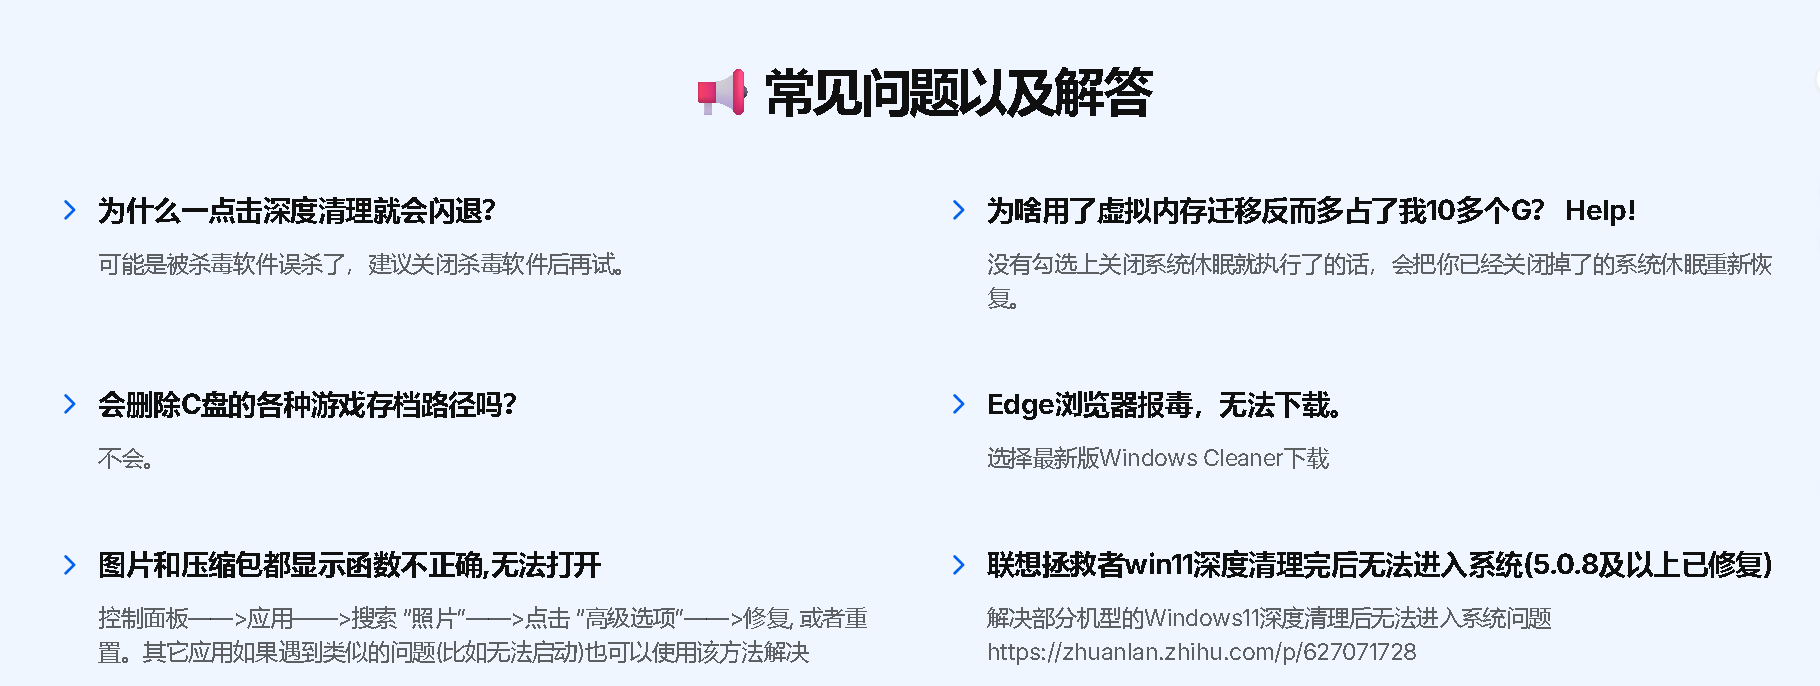 常见问题以及解答
为什么一点击深度清理就会闪退？
可能是被杀毒软件误杀了，建议关闭杀毒软件后再试。
为啥用了虚拟内存迁移反而多占了我10多个G？ Help!
没有勾选上关闭系统休眠就执行了的话，会把你已经关闭掉了的系统休眠重新恢
复。
会删除C盘的各种游戏存档路径吗？
不会。
Edge浏览器报毒，无法下载。
选择最新版Windows Cleaner下载
图片和压缩包都显示函数不正确,无法打开
控制面板——>应用——>搜索 “照片”——>点击 “高级选项”——>修复, 或者重
置。其它应用如果遇到类似的问题(比如无法启动)也可以使用该方法解决
联想拯救者win11深度清理完后无法进入系统(5.0.8及以上已修复)
解决部分机型的Windows11深度清理后无法进入系统问题
https://zhuanlan.zhihu.com/p/627071728